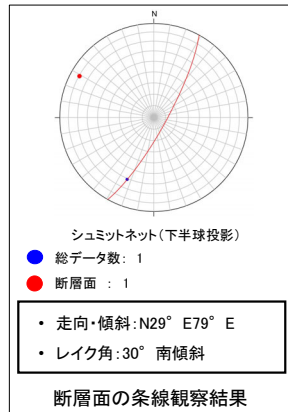 N
シュミットネット(下半球投影)
総データ数: 1
断層面 : 1
• 走向・傾斜:N29° E79° E
• レイク角:30° 南傾斜
断層面の条線観察結果